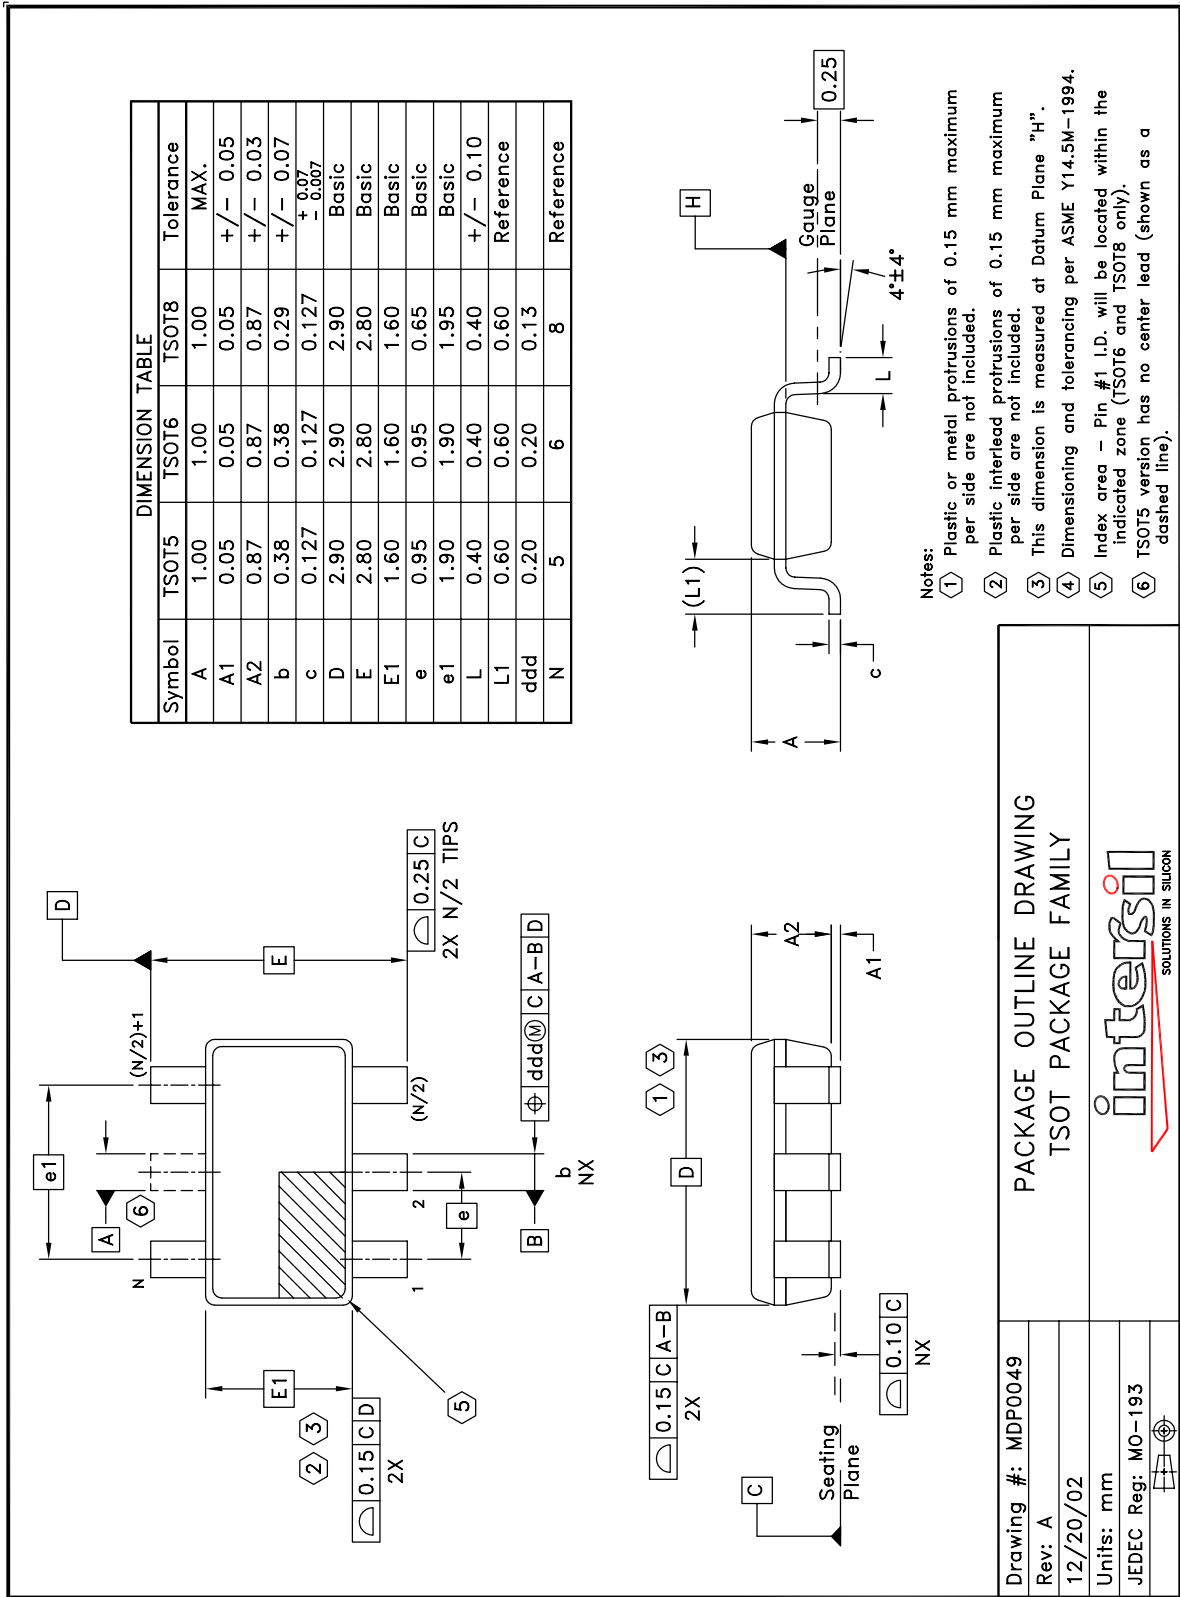 D
E
(N/2)+1
(N/2)
e1
A
6
N
1
2
e
B
b
NX
ddd M C A-B D
0.25 C
2X N/2 TIPS
E1
2 3
0.15 C D
2X
5
DIMENSION TABLE
Symbol TSOT5 TSOT6 TSOT8 Tolerance
A 1.00 1.00 1.00 MAX.
A1 0.05 0.05 0.05 +/- 0.05
A2 0.87 0.87 0.87 +/- 0.03
b 0.38 0.38 0.29 +/- 0.07
c 0.127 0.127 0.127 + 0.07 - 0.007
D 2.90 2.90 2.90 Basic
E 2.80 2.80 2.80 Basic
E1 1.60 1.60 1.60 Basic
e 0.95 0.95 0.65 Basic
e1 1.90 1.90 1.95 Basic
L 0.40 0.40 0.40 +/- 0.10
L1 0.60 0.60 0.60 Reference
ddd 0.20 0.20 0.13
N 5 6 8 Reference
0.15 C A-B
2X
D
1 3
A2
A1
C
Seating
Plane
0.10 C
NX
A
(L1)
c
H
Gauge
Plane
0.25
L
4°±4°
Notes:
1 Plastic or metal protrusions of 0.15 mm maximum
per side are not included.
2 Plastic interlead protrusions of 0.15 mm maximum
per side are not included.
3 This dimension is measured at Datum Plane "H".
4 Dimensioning and tolerancing per ASME Y14.5M-1994.
5 Index area - Pin #1 I.D. will be located within the
indicated zone (TSOT6 and TSOT8 only).
6 TSOT5 version has no center lead (shown as a
dashed line).
Drawing #: MDP0049
Rev: A
12/20/02
Units: mm
JEDEC Reg: MO-193
PACKAGE OUTLINE DRAWING
TSOT PACKAGE FAMILY
intersil
SOLUTIONS IN SILICON